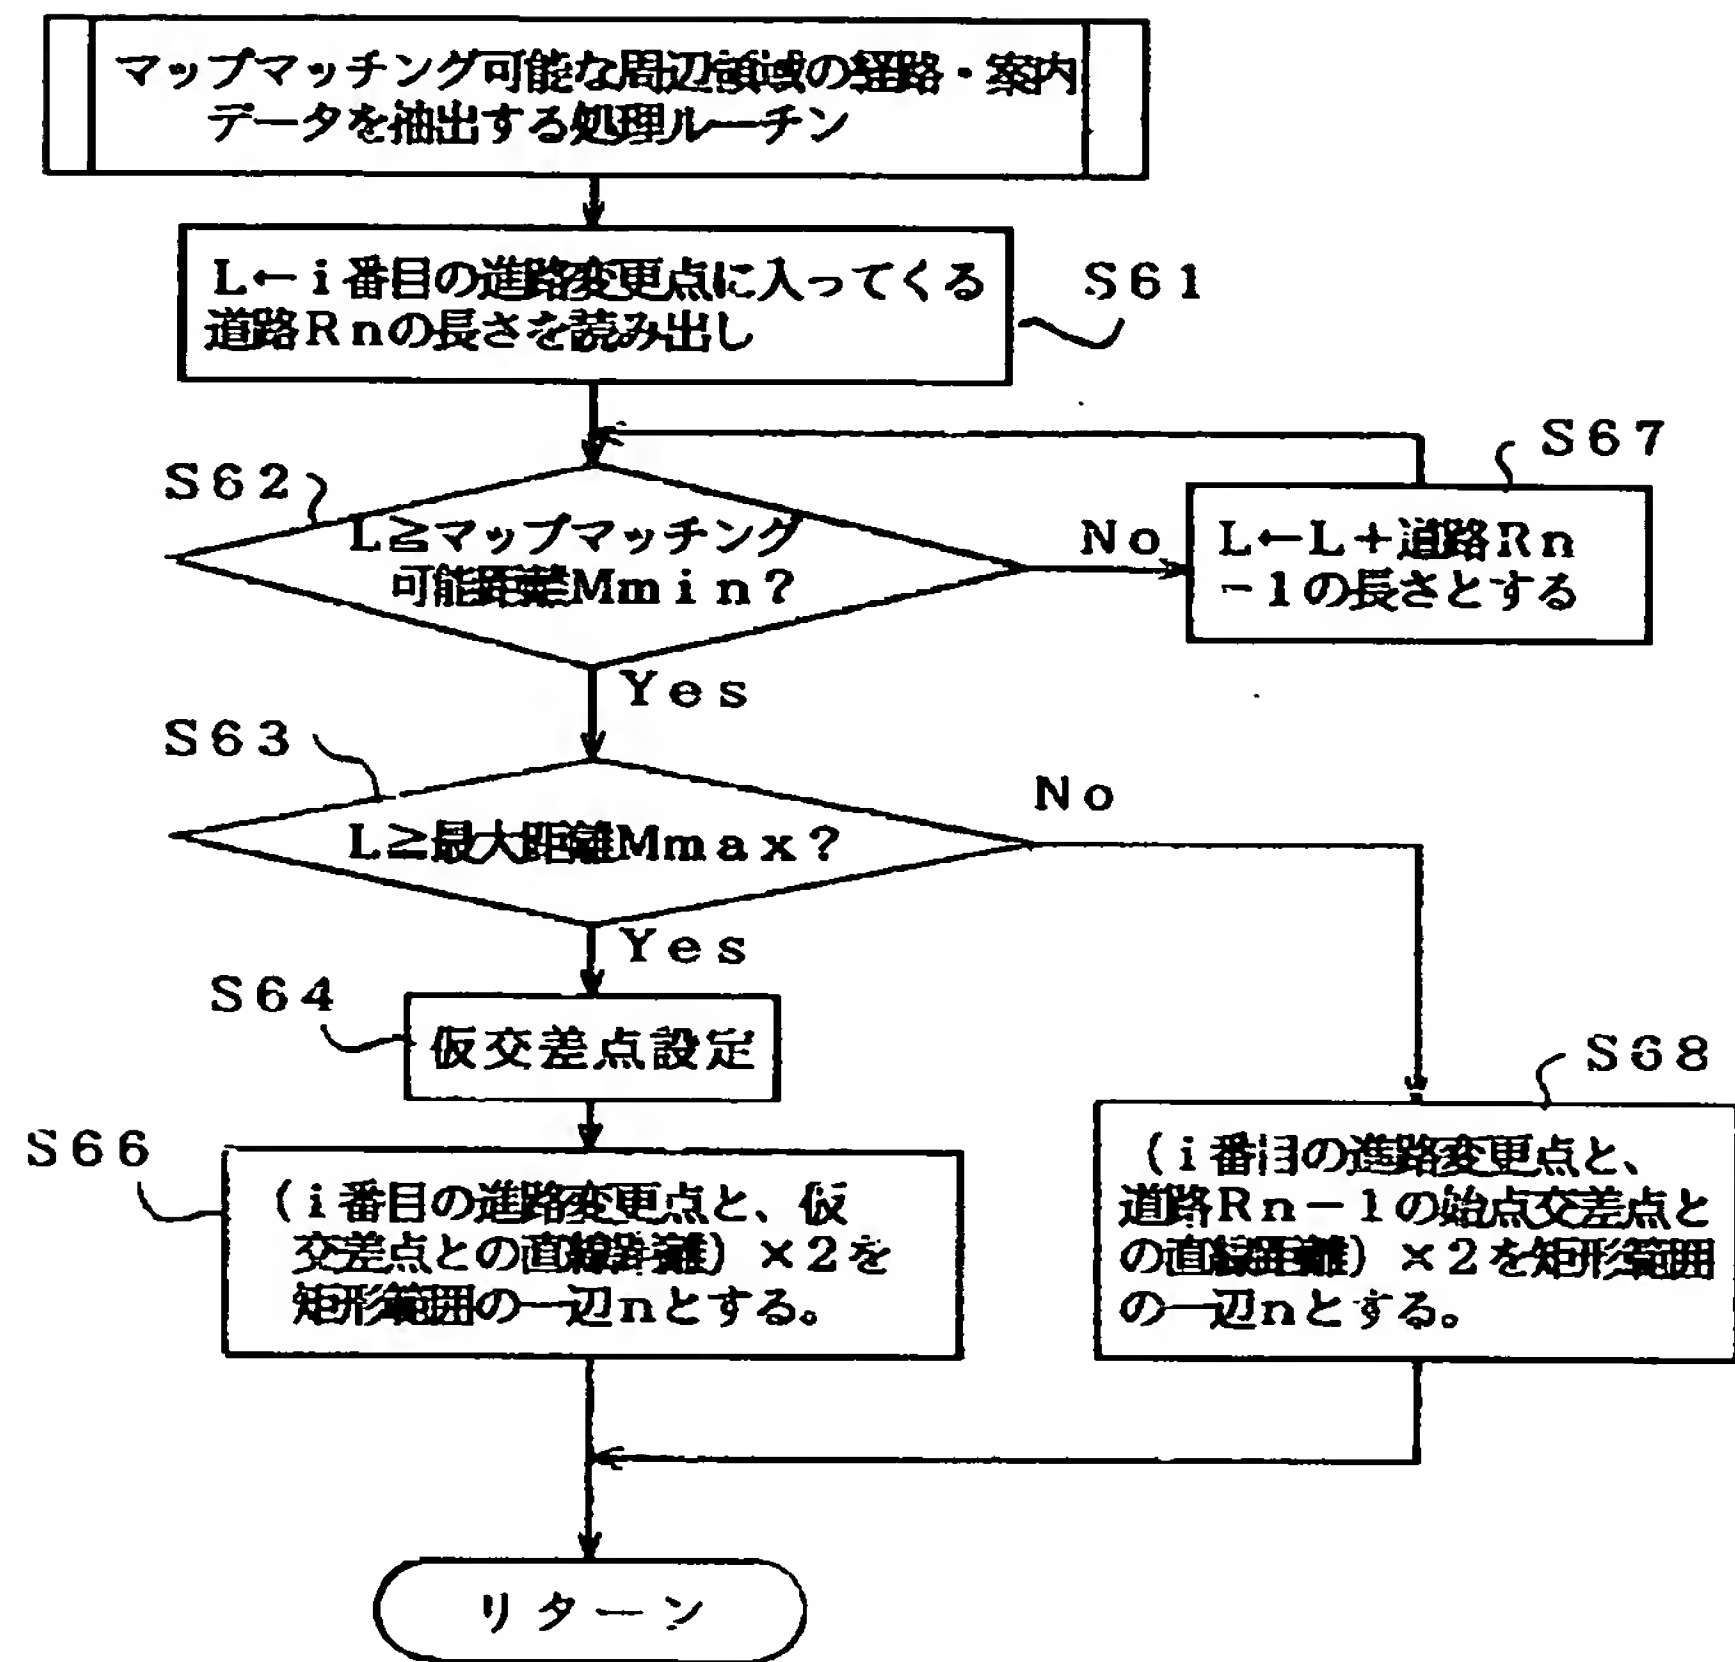 マップマッチング可能な周辺領域の経路・案内
データを抽出する処理ルーチン
L←i番目の進路変更点に入ってくる
道路Rnの長さを読み出し
S61
S62
L≧マップマッチング
可能距離Mmin?
No
S67
L←L+道路Rn
-1の長さとする
Yes
S63
L≧最大距離Mmax?
No
Yes
S64
仮交差点設定
S66
(i番目の進路変更点と、仮
交差点との直線距離)×2を
矩形範囲の一辺nとする。
S68
(i番目の進路変更点と、
道路Rn-1の始点交差点と
の直線距離)×2を矩形範囲
の一辺nとする。
リターン